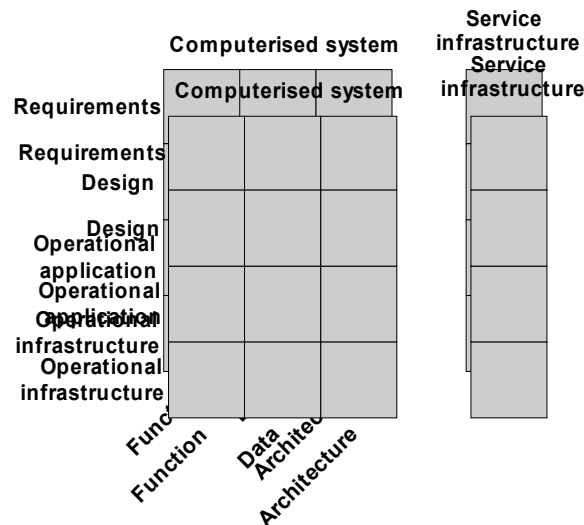 Computerised system
Service
infrastructure
Computerised system
Service
infrastructure
Requirements
Requirements
Design
Design
Operational
application
Operational
application
Operational
infrastructure
Operational
infrastructure
Function
Data
Architecture